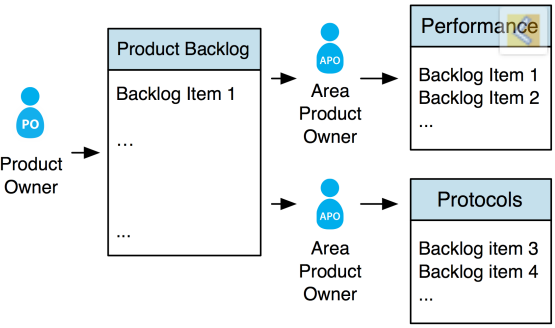 PO
Product
Owner
Product Backlog
Backlog Item 1
...
...
APO
Area
Product
Owner
Performance
Backlog Item 1
Backlog Item 2
...
APO
Area
Product
Owner
Protocols
Backlog item 3
Backlog item 4
...